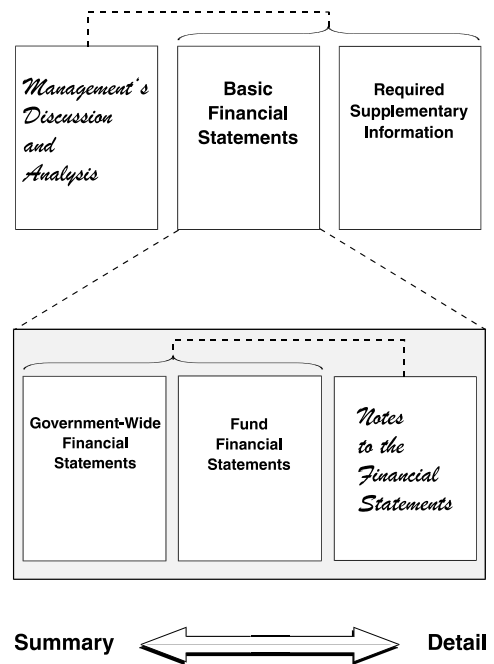 Management's
Discussion
and
Analysis
Basic
Financial
Statements
Required
Supplementary
Information
Government-Wide
Financial
Statements
Fund
Financial
Statements
Notes
to the
Financial
Statements
Summary
Detail